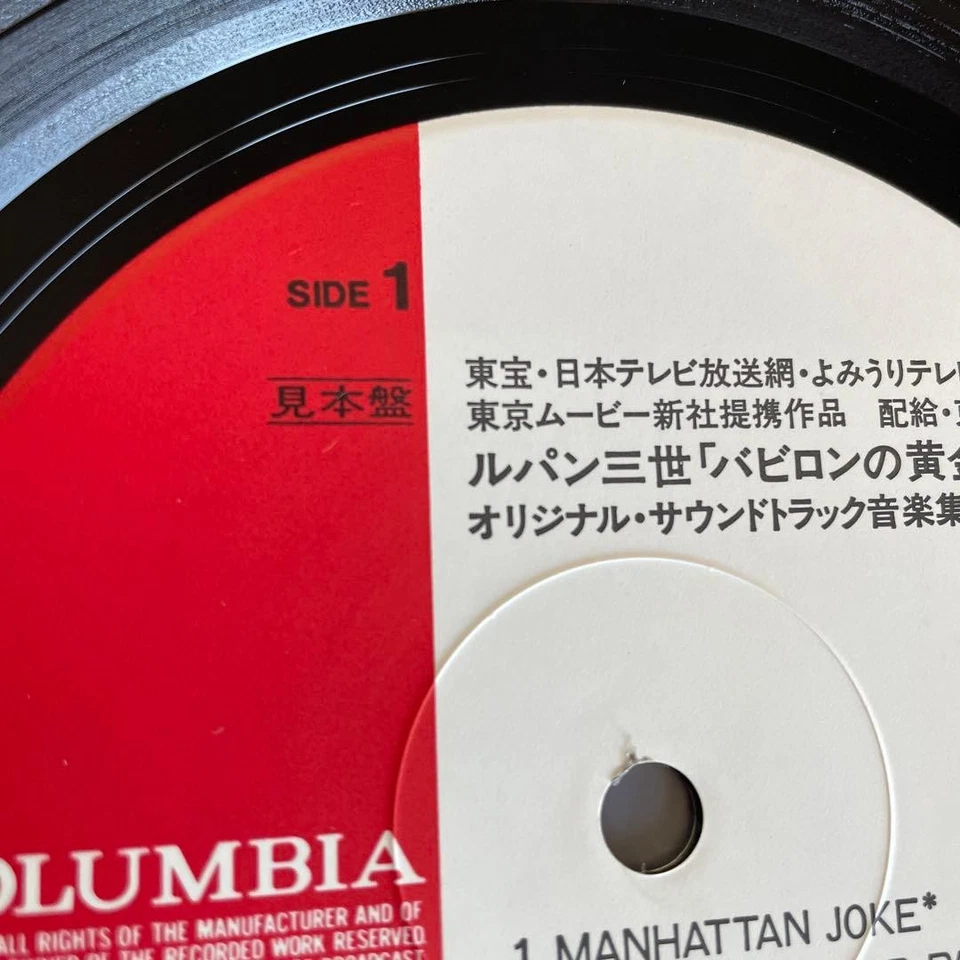 SIDE 1
見本盤
東宝・日本テレビ放送網・よみうりテレ
東京ムービー新社提携作品 配給・
ルパン三世「バビロンの黄
オリジナル・サウンドトラック音楽集
OLUMBIA
ALL RIGHTS OF THE MANUFACTURER AND OF
OF THE RECORDED WORK RESERVED
1 MANHATTAN JOKE*